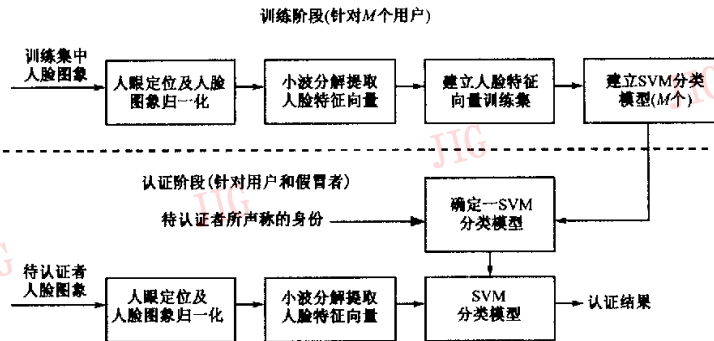 训练阶段(针对M个用户)
训练集中
人脸图象
人眼定位及人脸
图象归一化
小波分解提取
人脸特征向量
建立人脸特征
向量训练集
建立SVM分类
模型(M个)
JIG
JIG
认证阶段(针对用户和假冒者)
JIG
待认证者所声称的身份
确定一SVM
分类模型
JIG
待认证者
人脸图象
人眼定位及
人脸图象归一化
小波分解提取
人脸特征向量
SVM
分类模型
认证结果